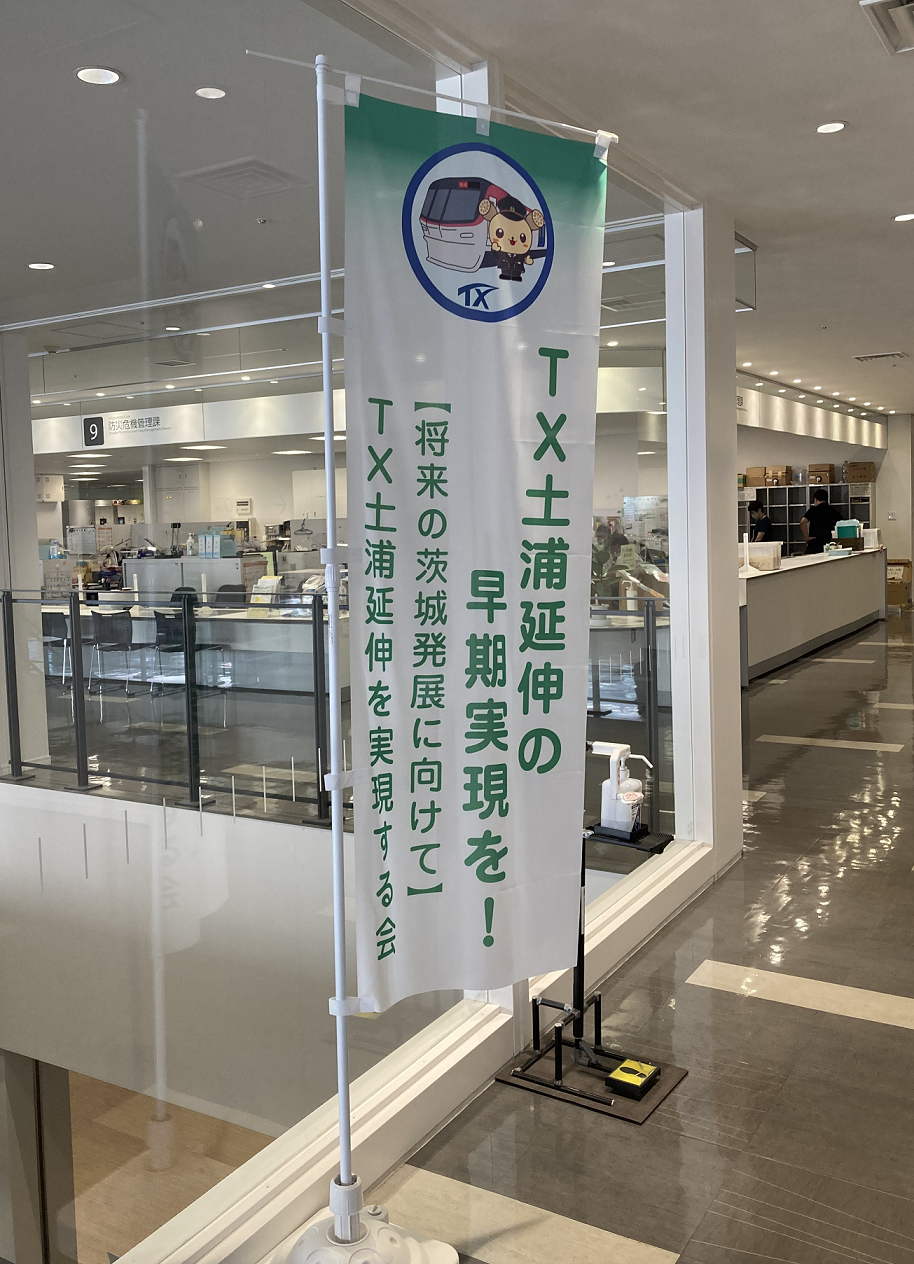 TX
TX土浦延伸の
早期実現を！
【将来の茨城発展に向けて】
TX土浦延伸を実現する会
9
防災危機管理課